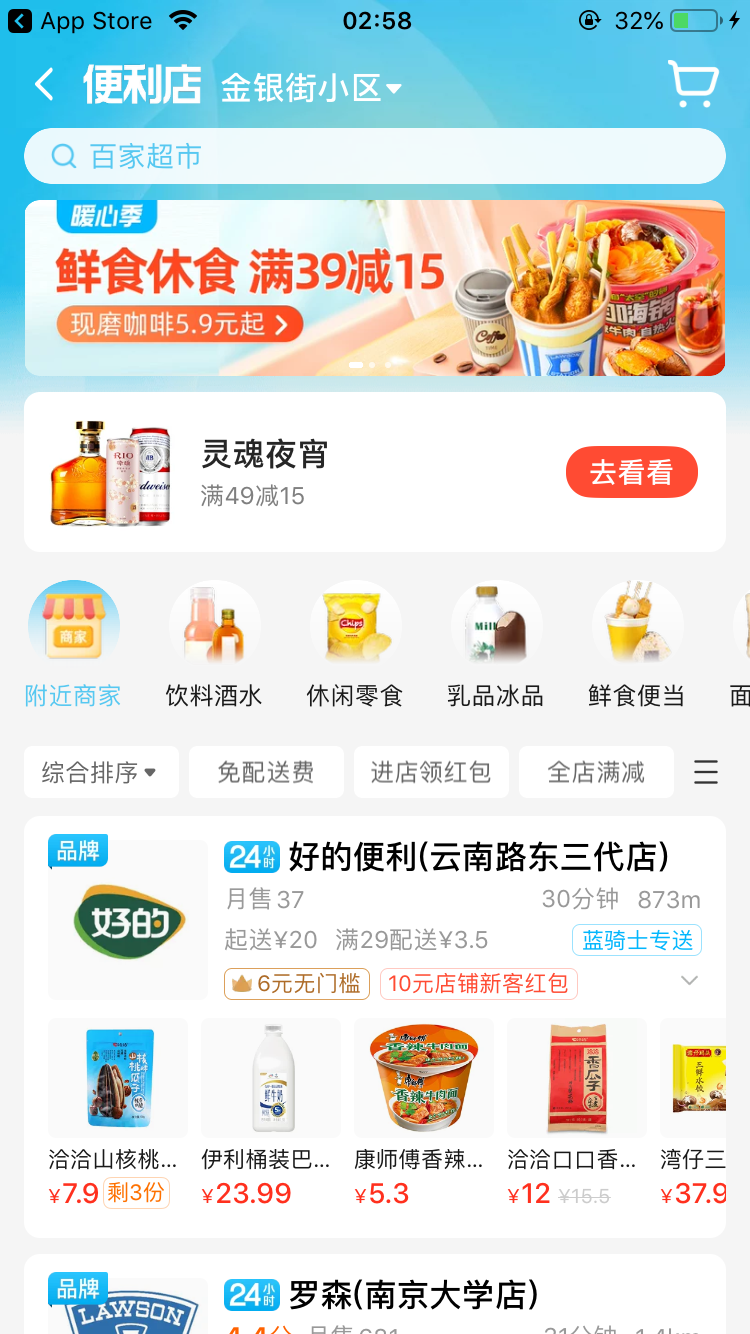 App Store
02:58
32%
便利店 金银街小区
百家超市
暖心季
鲜食休食 满39减15
现磨咖啡5.9元起
Coffee
灵魂夜宵
满49减15
去看看
RIO
Chips
Milk
商家
附近商家 饮料酒水 休闲零食 乳品冰品 鲜食便当
综合排序 免配送费 进店领红包 全店满减
品牌
好的
24小时 好的便利(云南路东三代店)
月售37 30分钟 873m
起送¥20 满29配送¥3.5 蓝骑士专送
6元无门槛 10元店铺新客红包
香辣牛肉面
洽洽山核桃... 伊利桶装巴... 康师傅香辣... 洽洽口口香... 湾仔三
¥7.9 剩3份 ¥23.99 ¥5.3 ¥12 ¥15.5 ¥37.9
品牌
LAWSON
24小时 罗森(南京大学店)